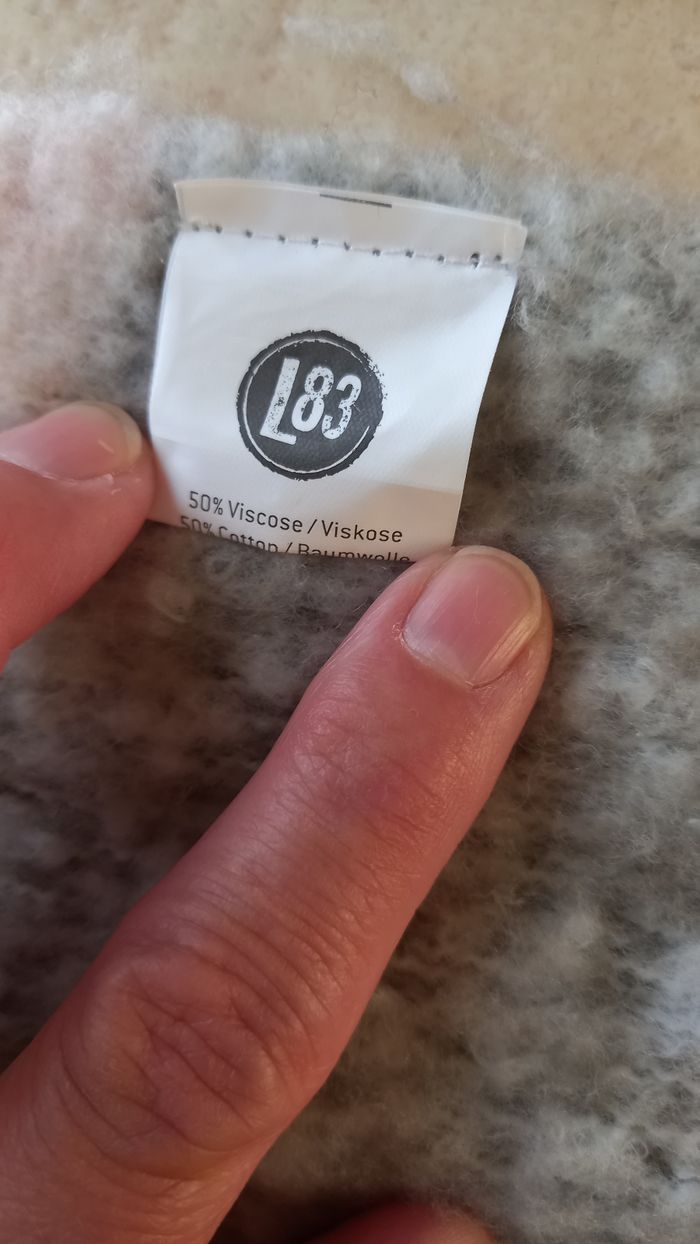 L83
50% Viscose / Viskose
50% Cotton / Baumwolle